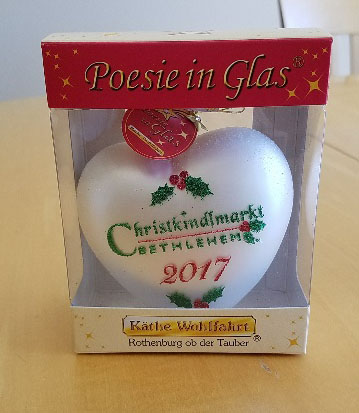 Poesie in Glas®
Christkindlmarkt
BETHLEHEM
2017
Käthe Wohlfahrt
Rothenburg ob der Tauber®